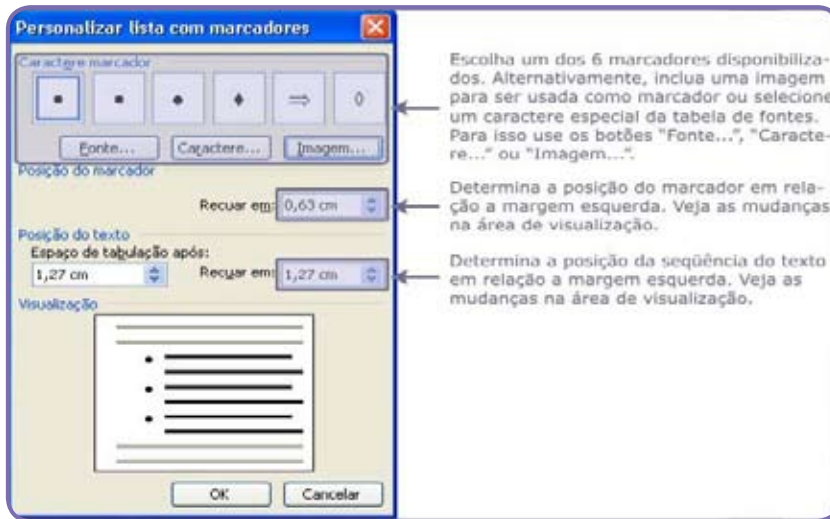 Personalizar lista com marcadores
Caractere marcador
Fonte...
Caractere...
Imagem...
Posição do marcador
Recuar em: 0,63 cm
Posição do texto
Espaço de tabulação após:
1,27 cm
Recuar em: 1,27 cm
Visualização
OK
Cancelar
Escolha um dos 6 marcadores disponibiliza-
dos. Alternativamente, inclua uma imagem
para ser usada como marcador ou selecione
um caractere especial da tabela de fontes.
Para isso use os botões "Fonte...", "Caracte-
re..." ou "Imagem...".
Determina a posição do marcador em rela-
ção a margem esquerda. Veja as mudanças
na área de visualização.
Determina a posição da seqüência do texto
em relação a margem esquerda. Veja as
mudanças na área de visualização.